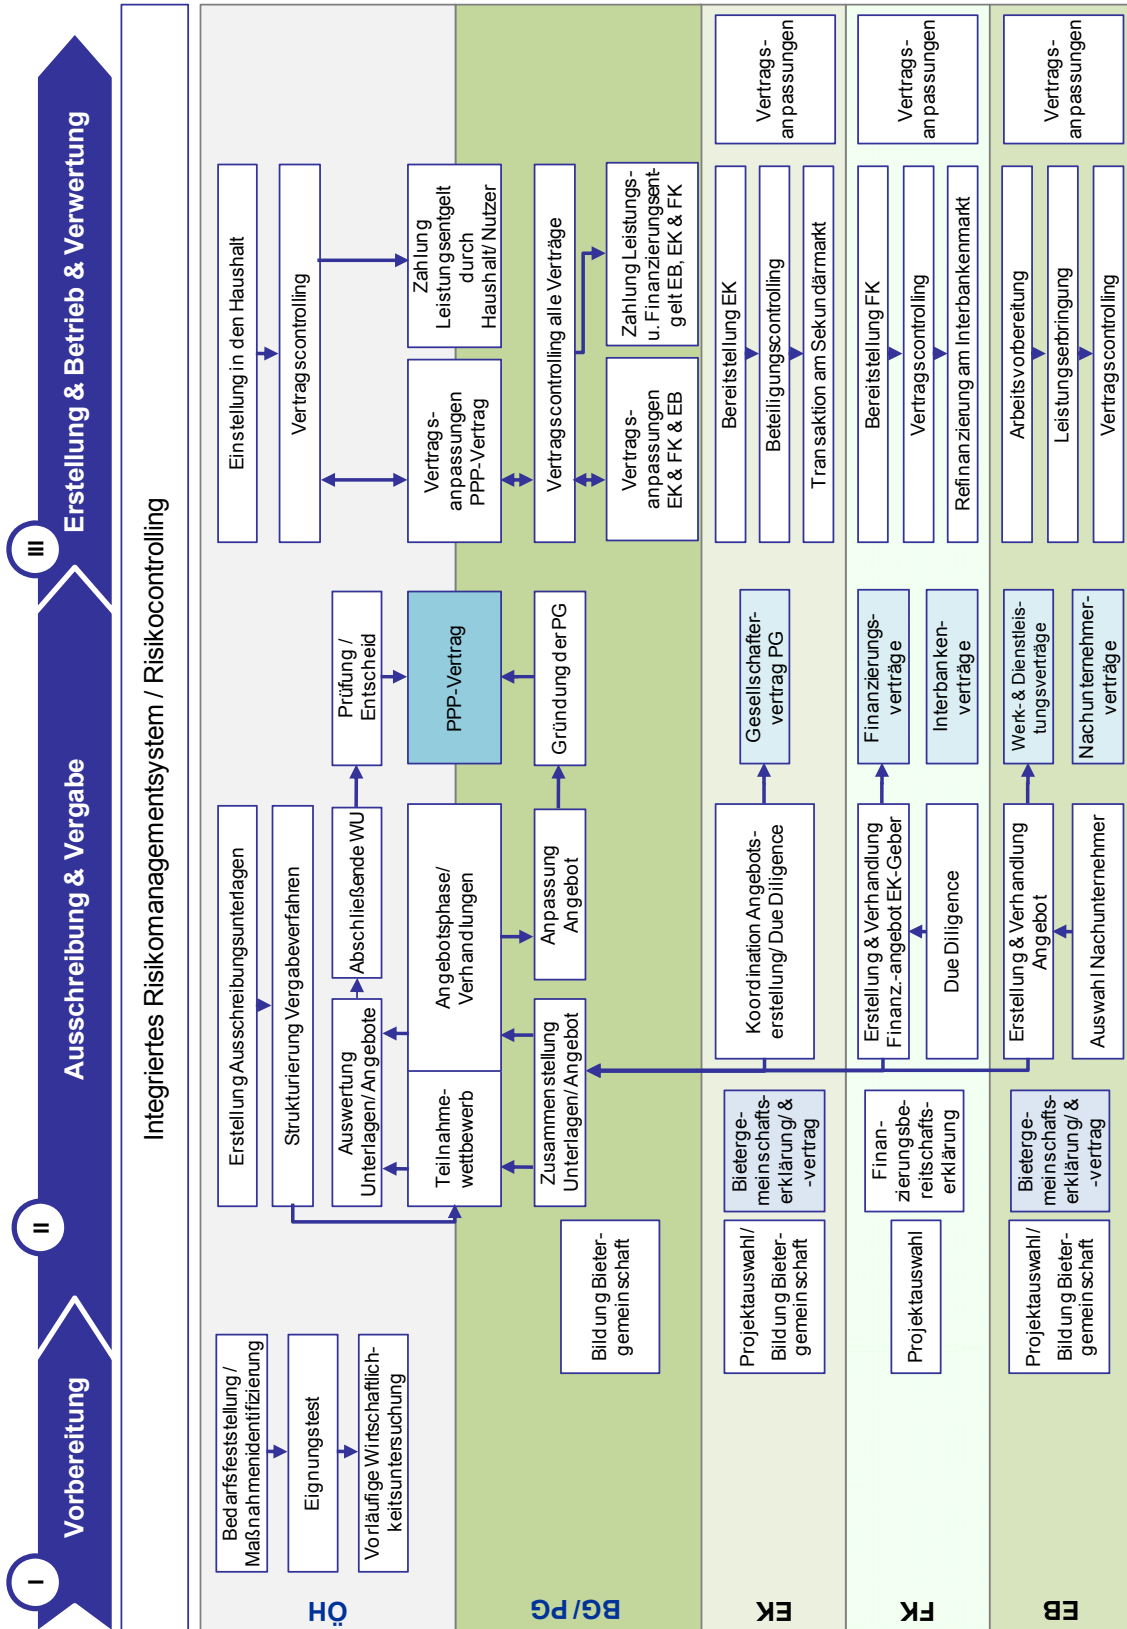 I
Vorbereitung
II
Ausschreibung & Vergabe
III
Erstellung & Betrieb & Verwertung
Integriertes Risikomanagementsystem / Risikocontrolling
ÖH
Bedarfsfeststellung /
Maßnahmenidentifizierung
Eignungstest
Vorläufige Wirtschaftlich-
keitsuntersuchung
Erstellung Ausschreibungsunterlagen
Strukturierung Vergabeverfahren
Auswertung
Unterlagen/ Angebote
Abschließende WU
Prüfung /
Entscheid
Teilnahme-
wettbewerb
Angebotsphase/
Verhandlungen
PPP-Vertrag
Einstellung in den Haushalt
Vertragscontrolling
Vertrags-
anpassungen
PPP-Vertrag
Zahlung
Leistungsentgelt
durch
Haushalt/ Nutzer
BG/PG
Bildung Bieter-
gemeinschaft
Zusammenstellung
Unterlagen/ Angebot
Anpassung
Angebot
Gründung der PG
Vertragscontrolling alle Verträge
Vertrags-
anpassungen
EK & FK & EB
Zahlung Leistungs-
u. Finanzierungsent-
gelt EB, EK & FK
EK
Projektauswahl/
Bildung Bieter-
gemeinschaft
Bieterge-
meinschafts-
erklärung/ &
-vertrag
Koordination Angebots-
erstellung/ Due Diligence
Gesellschafter-
vertrag PG
Bereitstellung EK
Beteiligungscontrolling
Transaktion am Sekundärmarkt
Vertrags-
anpassungen
FK
Projektauswahl
Finan-
zierungsbe-
reitschafts-
erklärung
Erstellung & Verhandlung
Finanz.-angebot EK-Geber
Due Diligence
Finanzierungs-
verträge
Interbanken-
verträge
Bereitstellung FK
Vertragscontrolling
Refinanzierung am Interbankenmarkt
Vertrags-
anpassungen
EB
Projektauswahl/
Bildung Bieter-
gemeinschaft
Bieterge-
meinschafts-
erklärung/ &
-vertrag
Erstellung & Verhandlung
Angebot
Auswahl Nachunternehmer
Werk- & Dienstleis-
tungsverträge
Nachunternehmer-
verträge
Arbeitsvorbereitung
Leistungserbringung
Vertragscontrolling
Vertrags-
anpassungen